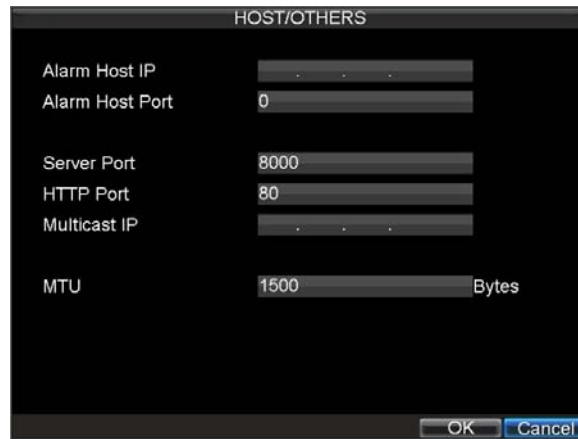 HOST/OTHERS
Alarm Host IP . . .
Alarm Host Port 0
Server Port 8000
HTTP Port 80
Multicast IP . . .
MTU 1500 Bytes
OK Cancel